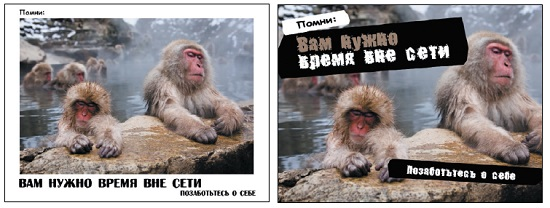 Помни:
ВАМ НУЖНО ВРЕМЯ ВНЕ СЕТИ
ПОЗАБОТЬТЕСЬ О СЕБЕ
Помни:
Вам нужно
время вне сети
Позаботьтесь о себе